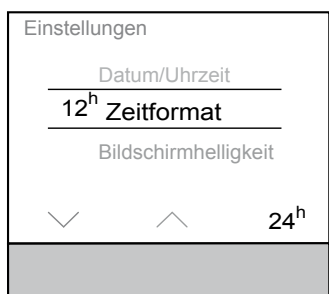 Einstellungen
Datum/Uhrzeit
12h Zeitformat
Bildschirmhelligkeit
24h